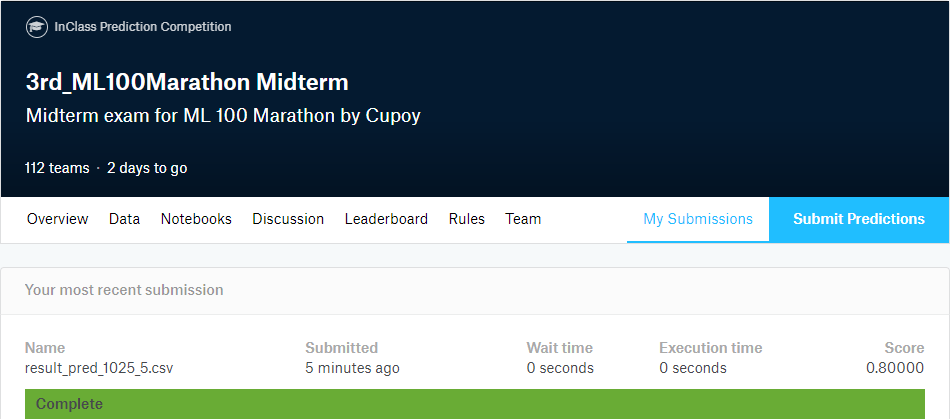 InClass Prediction Competition
3rd_ML100Marathon Midterm
Midterm exam for ML 100 Marathon by Cupoy
112 teams · 2 days to go
Overview Data Notebooks Discussion Leaderboard Rules Team My Submissions Submit Predictions
Your most recent submission
Name Submitted Wait time Execution time Score
result_pred_1025_5.csv 5 minutes ago 0 seconds 0 seconds 0.80000
Complete